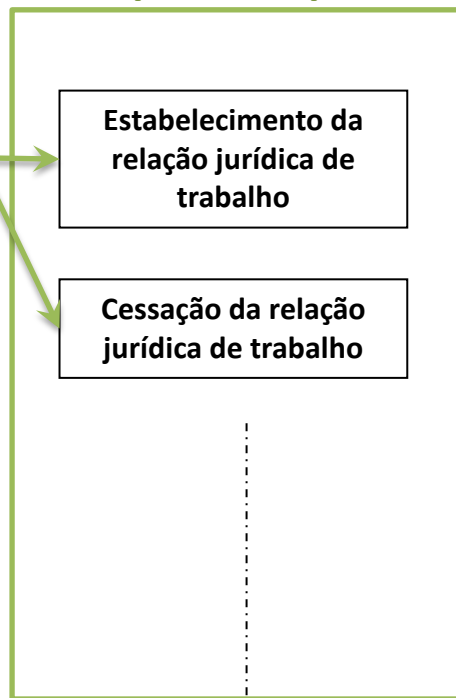 Estabelecimento da
relação jurídica de
trabalho
Cessação da relação
jurídica de trabalho